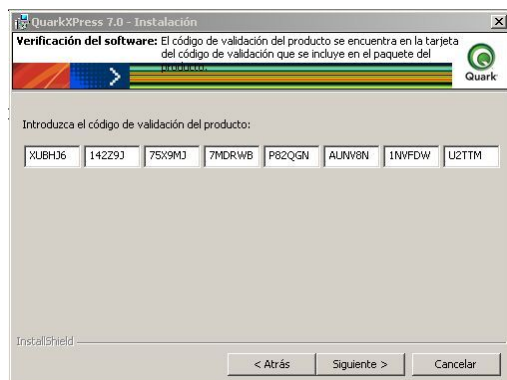 QuarkXPress 7.0 - Instalación
Verificación del software: El código de validación del producto se encuentra en la tarjeta
del código de validación que se incluye en el paquete del
producto.
Quark
Introduzca el código de validación del producto:
XUBHJ6 142Z9J 75X9MJ 7MDRWB P82QGN AUNV8N 1NVFDW U2TTM
InstallShield
< Atrás Siguiente > Cancelar